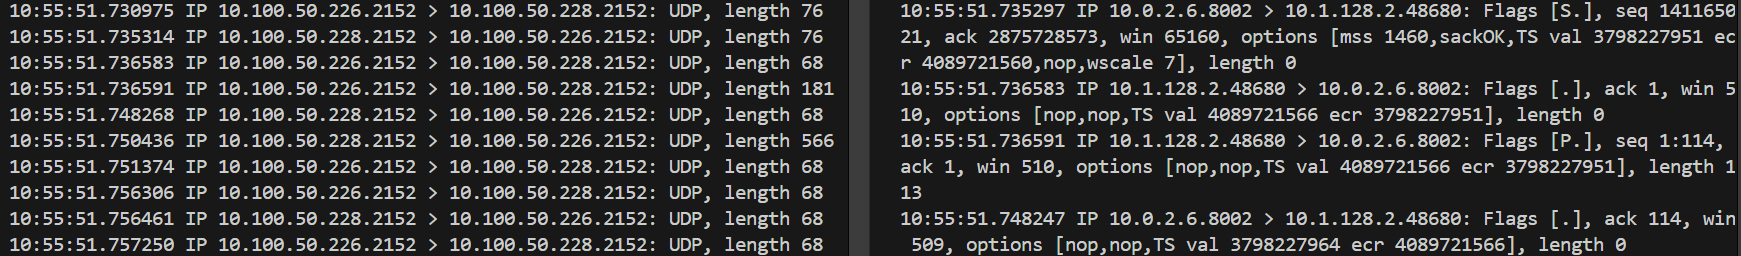 10:55:51.730975 IP 10.100.50.226.2152 > 10.100.50.228.2152: UDP, length 76
10:55:51.735314 IP 10.100.50.228.2152 > 10.100.50.226.2152: UDP, length 76
10:55:51.736583 IP 10.100.50.226.2152 > 10.100.50.228.2152: UDP, length 68
10:55:51.736591 IP 10.100.50.226.2152 > 10.100.50.228.2152: UDP, length 181
10:55:51.748268 IP 10.100.50.228.2152 > 10.100.50.226.2152: UDP, length 68
10:55:51.750436 IP 10.100.50.228.2152 > 10.100.50.226.2152: UDP, length 566
10:55:51.751374 IP 10.100.50.226.2152 > 10.100.50.228.2152: UDP, length 68
10:55:51.756306 IP 10.100.50.226.2152 > 10.100.50.228.2152: UDP, length 68
10:55:51.756461 IP 10.100.50.228.2152 > 10.100.50.226.2152: UDP, length 68
10:55:51.757250 IP 10.100.50.226.2152 > 10.100.50.228.2152: UDP, length 68
10:55:51.735297 IP 10.0.2.6.8002 > 10.1.128.2.48680: Flags [S.], seq 1411650
21, ack 2875728573, win 65160, options [mss 1460,sackOK,TS val 3798227951 ec
r 4089721560,nop,wscale 7], length 0
10:55:51.736583 IP 10.1.128.2.48680 > 10.0.2.6.8002: Flags [.], ack 1, win 5
10, options [nop,nop,TS val 4089721566 ecr 3798227951], length 0
10:55:51.736591 IP 10.1.128.2.48680 > 10.0.2.6.8002: Flags [P.], seq 1:114,
ack 1, win 510, options [nop,nop,TS val 4089721566 ecr 3798227951], length 1
13
10:55:51.748247 IP 10.0.2.6.8002 > 10.1.128.2.48680: Flags [.], ack 114, win
509, options [nop,nop,TS val 3798227964 ecr 4089721566], length 0